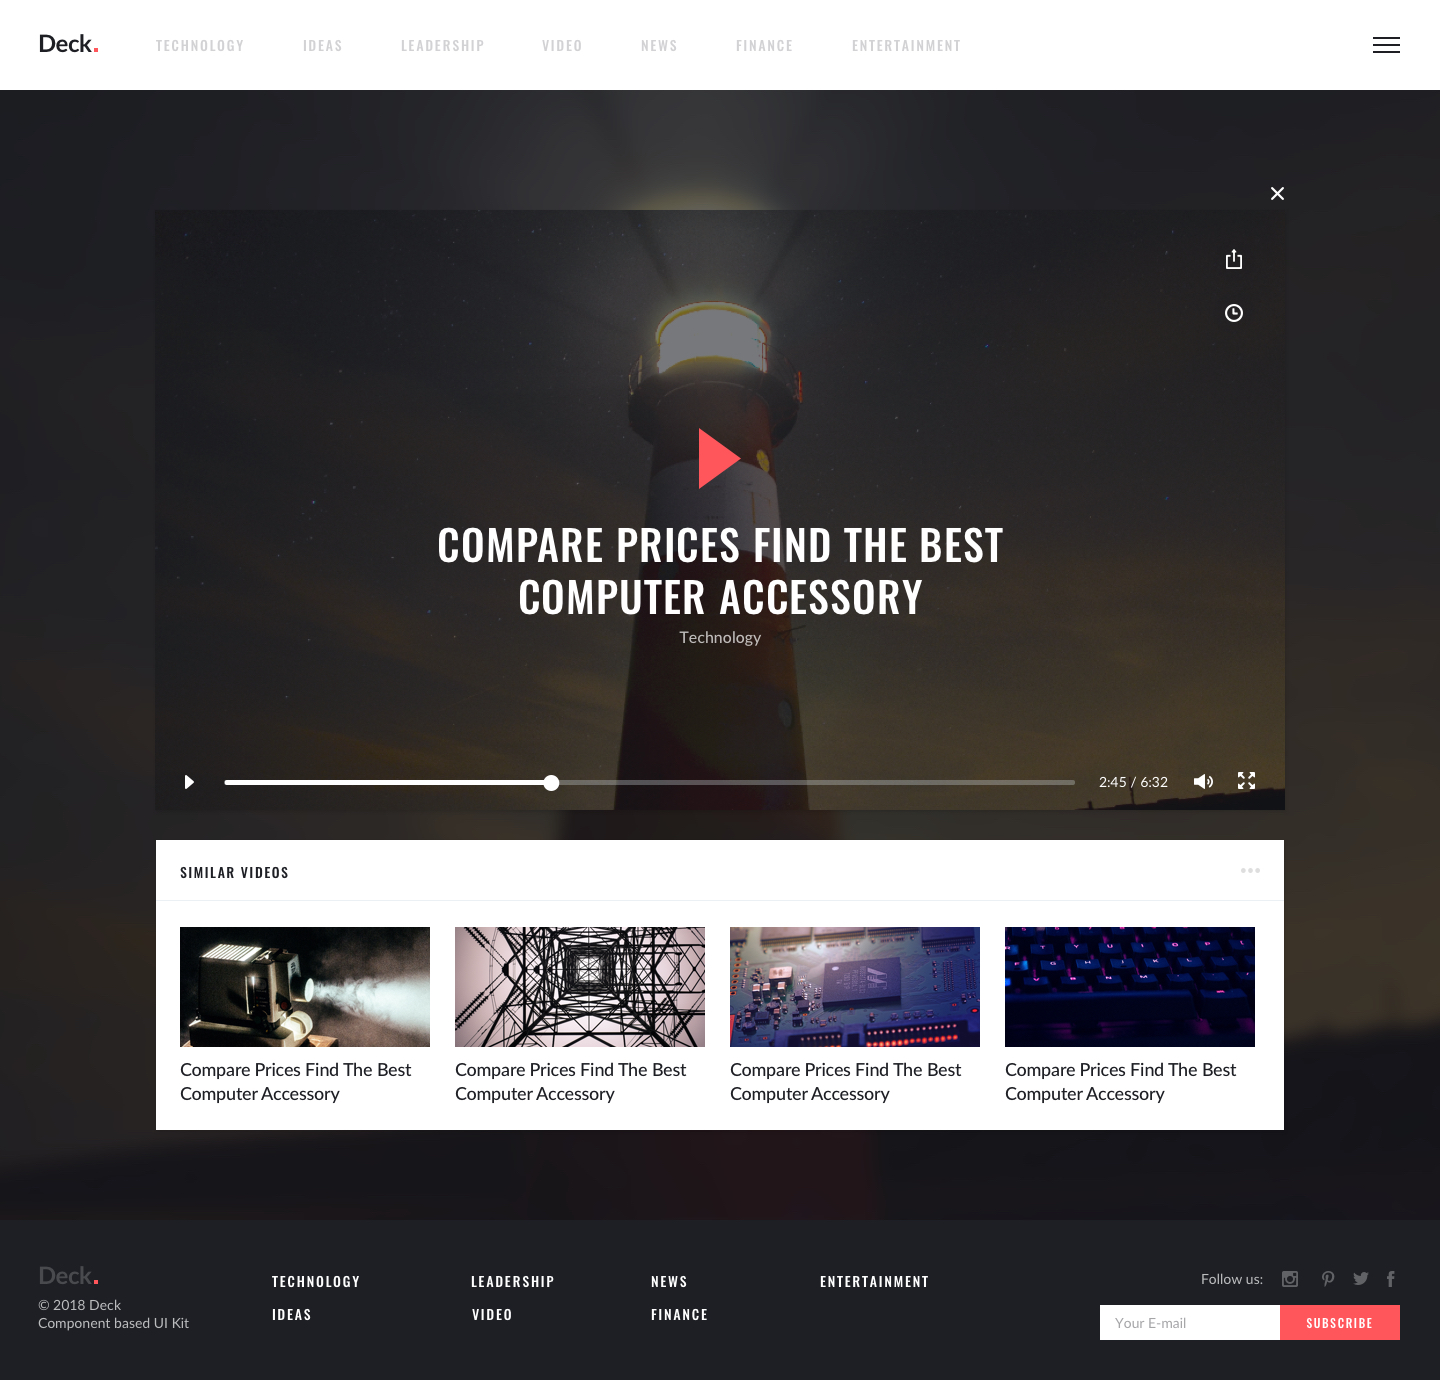 Deck.
TECHNOLOGY IDEAS LEADERSHIP VIDEO NEWS FINANCE ENTERTAINMENT
COMPARE PRICES FIND THE BEST
COMPUTER ACCESSORY
Technology
2:45 / 6:32
SIMILAR VIDEOS
Compare Prices Find The Best
Computer Accessory
Compare Prices Find The Best
Computer Accessory
Compare Prices Find The Best
Computer Accessory
Compare Prices Find The Best
Computer Accessory
Deck.
© 2018 Deck
Component based UI Kit
TECHNOLOGY LEADERSHIP NEWS ENTERTAINMENT
IDEAS VIDEO FINANCE
Follow us:
Your E-mail
SUBSCRIBE